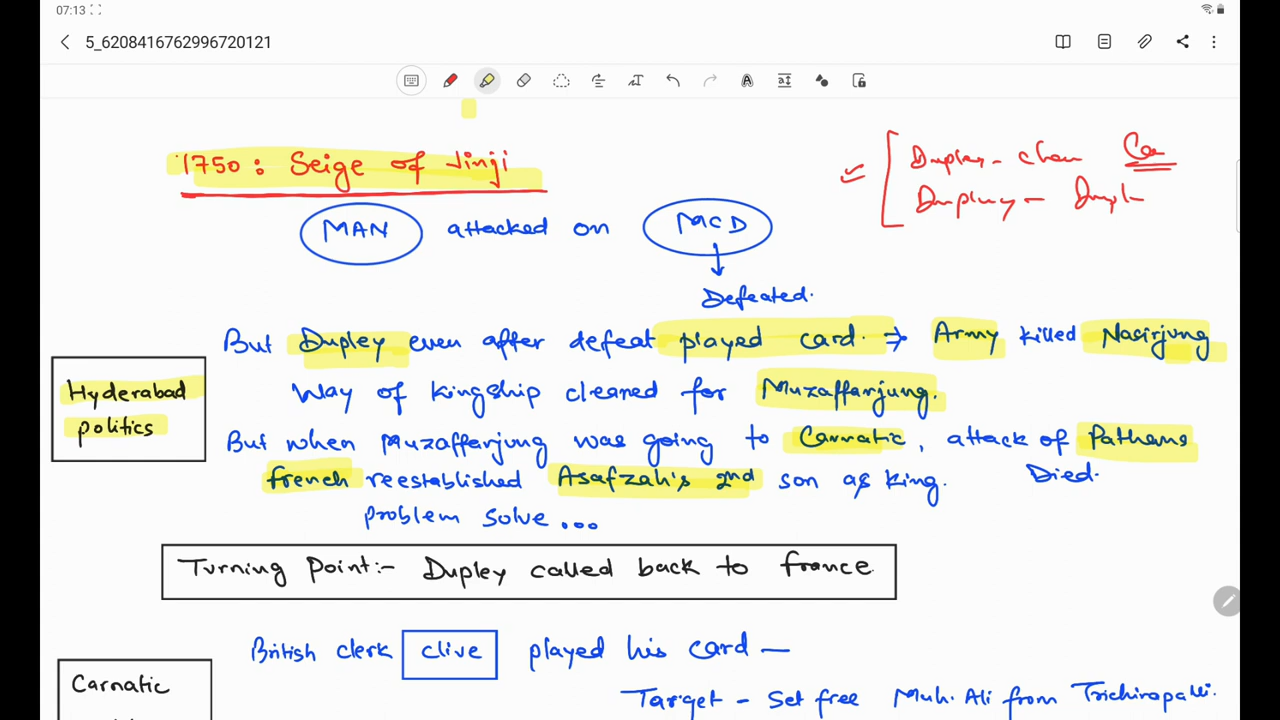 07:13
5_6208416762996720121
1750: Seige of Jinji
Duplex -
Dupluy -
MAN attacked on MCD
Defeated.
But Dupley even after defeat played card. → Army killed Nasirjung
Way of kingship cleared for Muzaffarjung.
But when Muzaffarjung was going to Carnatic, attack of Pathans
Died.
french reestablished Asafzah's 2nd son as King.
problem solve...
Hyderabad
politics
Turning Point:- Dupley called back to france
British clerk clive played his card —
Carnatic
Target - Set free Muh. Ali from Trichirapalli.